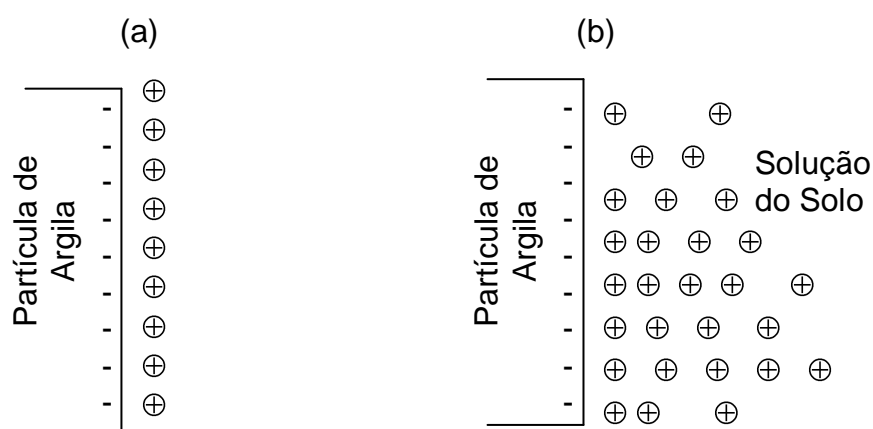 (a)
Partícula de
Argila
(b)
Partícula de
Argila
Solução
do Solo